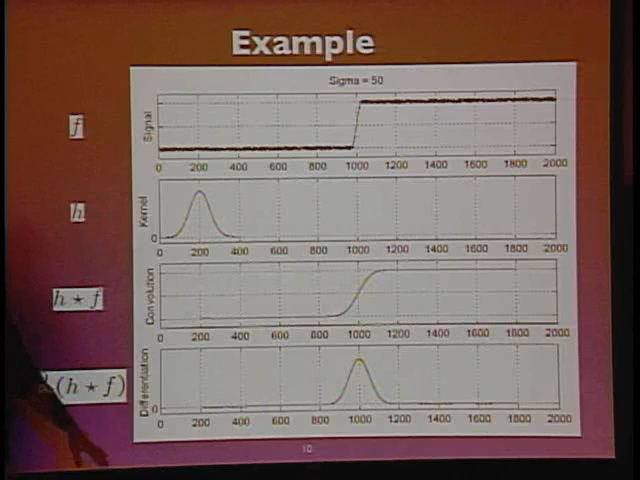 Example
Sigma = 50
f
Signal
0 200 400 600 800 1000 1200 1400 1600 1800 2000
h
Kernel
0
0 200 400 600 800 1000 1200 1400 1600 1800 2000
h ⋆ f
Convolution
0 200 400 600 800 1000 1200 1400 1600 1800 2000
(h ⋆ f)
Differentiation
0
0 200 400 600 800 1000 1200 1400 1600 1800 2000
10